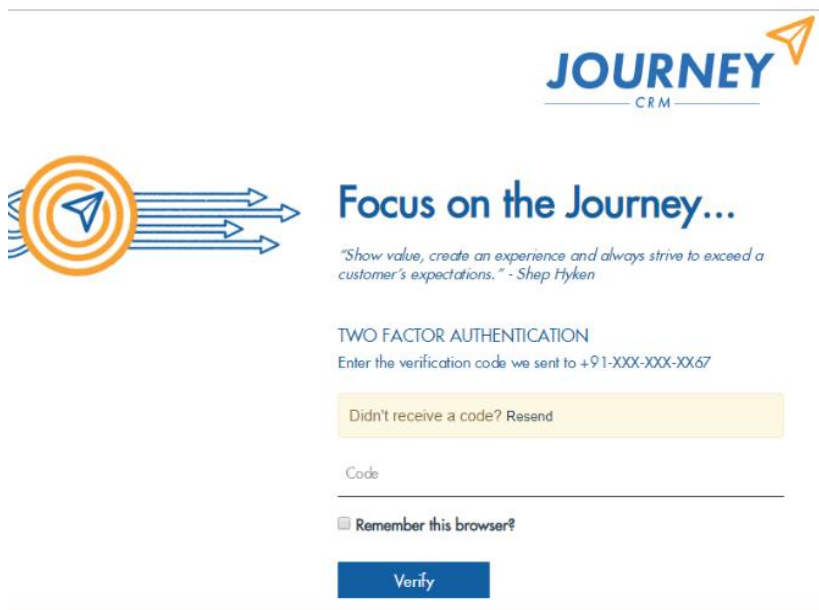 JOURNEY
CRM
Focus on the Journey...
“Show value, create an experience and always strive to exceed a
customer’s expectations.” - Shep Hyken
TWO FACTOR AUTHENTICATION
Enter the verification code we sent to +91-XXX-XXX-XX67
Didn't receive a code? Resend
Code
Remember this browser?
Verify